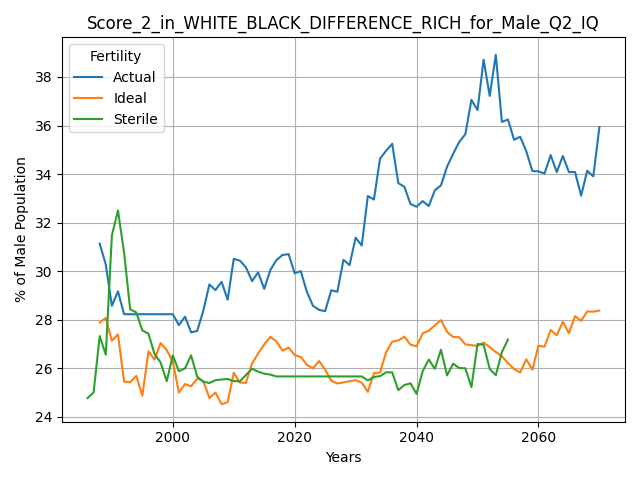 Score_2_in_WHITE_BLACK_DIFFERENCE_RICH_for_Male_Q2_IQ
Fertility
Actual
Ideal
Sterile
% of Male Population
38
36
34
32
30
28
26
24
2000
2020
2040
2060
Years